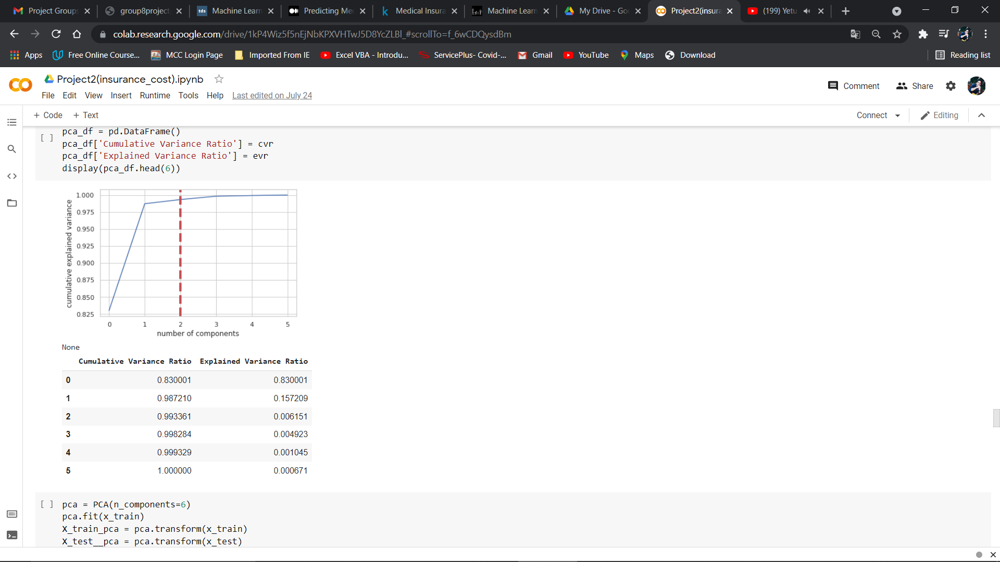 Project Groups
group8project
Machine Learn
Predicting Me
Medical Insura
Machine Learn
My Drive - Go
Project2(insura
(199) Yetu
colab.research.google.com/drive/1kP4Wiz5f5nEjNbKPXVHTwJ5D8YcZLBl_#scrollTo=f_6wCDQysdBm
Apps
Free Online Course...
MCC Login Page
Imported From IE
Excel VBA - Introdu...
ServicePlus- Covid-...
Gmail
YouTube
Maps
Download
Reading list
Project2(insurance_cost).ipynb
Comment
Share
File Edit View Insert Runtime Tools Help Last edited on July 24
+ Code + Text
Connect
Editing
[ ]
pca_df = pd.DataFrame()
pca_df['Cumulative Variance Ratio'] = cvr
pca_df['Explained Variance Ratio'] = evr
display(pca_df.head(6))
cumulative explained variance
1.000
0.975
0.950
0.925
0.900
0.875
0.850
0.825
0 1 2 3 4 5
number of components
None
Cumulative Variance Ratio Explained Variance Ratio
0 0.830001 0.830001
1 0.987210 0.157209
2 0.993361 0.006151
3 0.998284 0.004923
4 0.999329 0.001045
5 1.000000 0.000671
[ ] pca = PCA(n_components=6)
pca.fit(x_train)
X_train_pca = pca.transform(x_train)
X_test__pca = pca.transform(x_test)